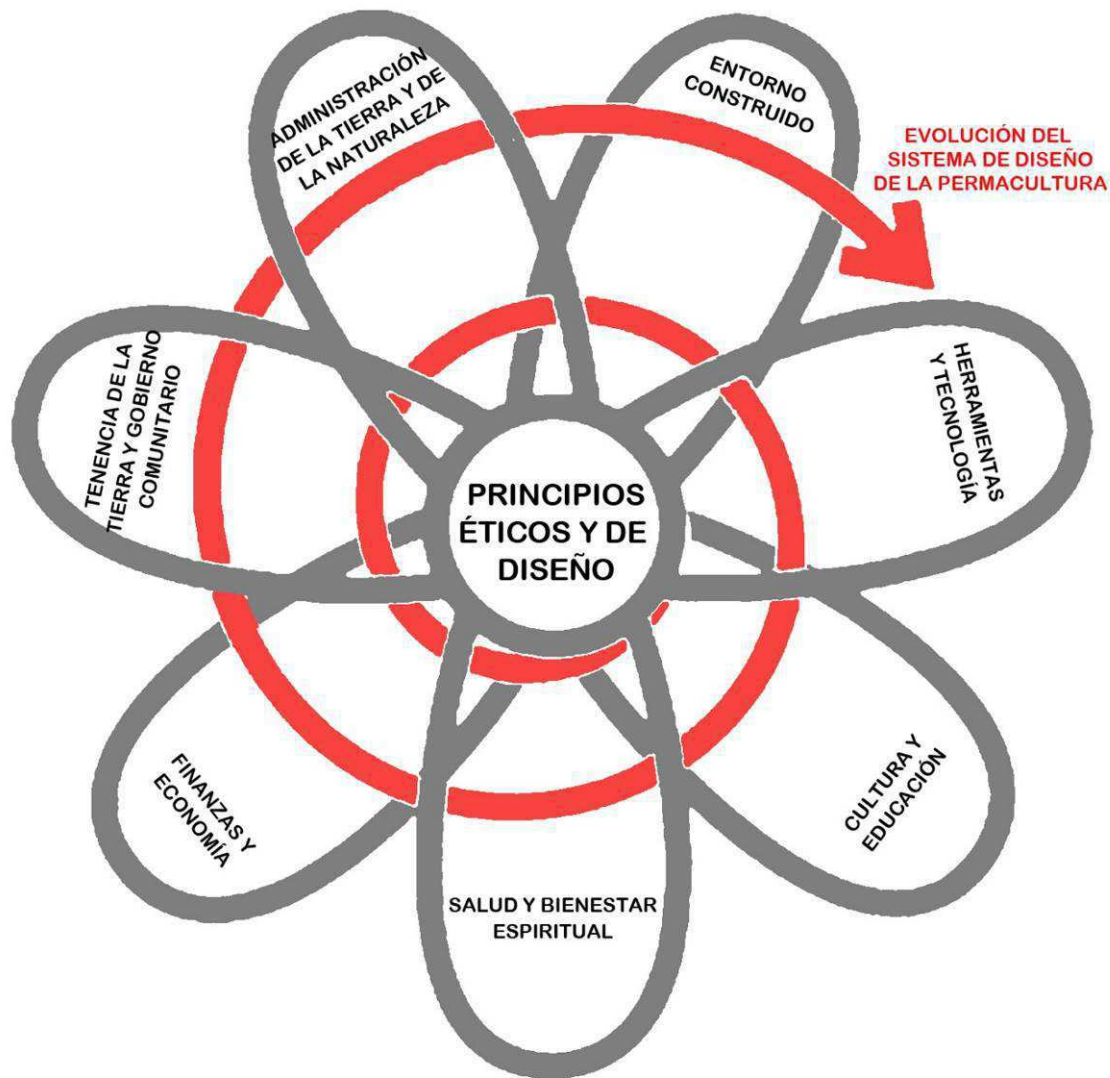 ADMINISTRACIÓN
DE LA TIERRA Y DE
LA NATURALEZA
ENTORNO
CONSTRUIDO
EVOLUCIÓN DEL
SISTEMA DE DISEÑO
DE LA PERMACULTURA
HERRAMIENTAS
Y TECNOLOGÍA
TENENCIA DE LA
TIERRA Y GOBIERNO
COMUNITARIO
PRINCIPIOS
ÉTICOS Y DE
DISEÑO
CULTURA Y
EDUCACIÓN
FINANZAS Y
ECONOMÍA
SALUD Y BIENESTAR
ESPIRITUAL